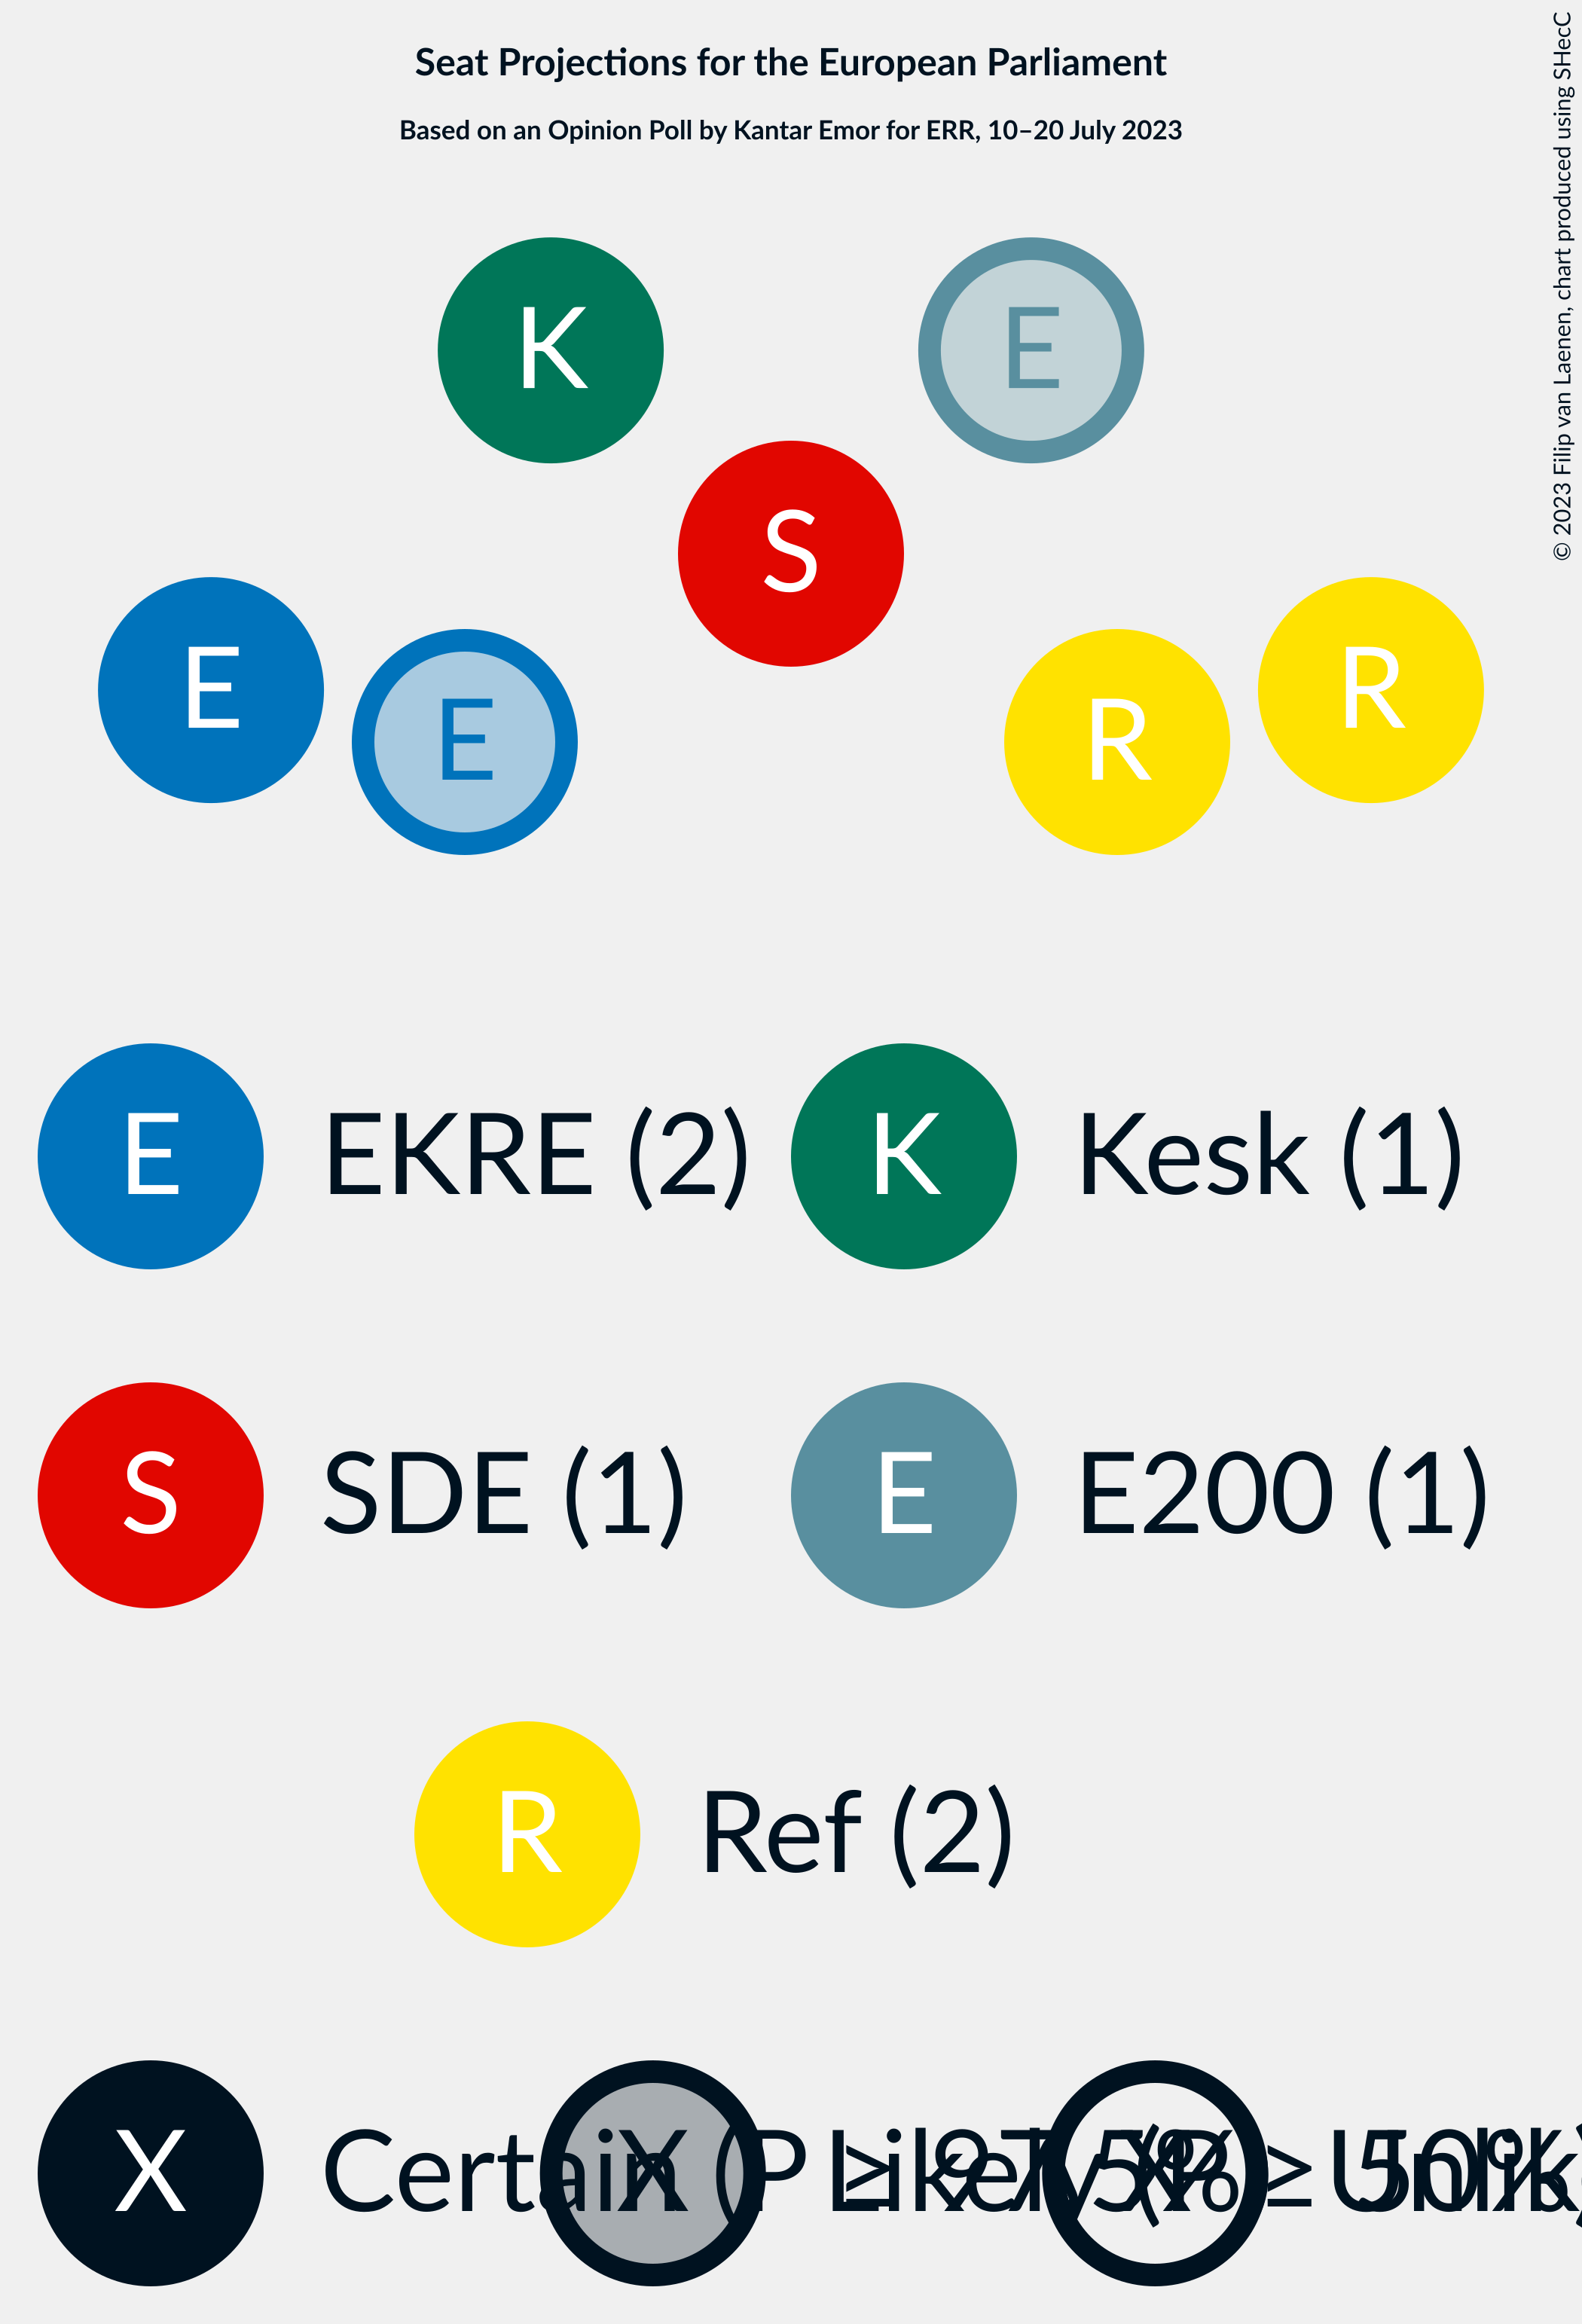 Seat Projections for the European Parliament
Based on an Opinion Poll by Kantar Emor for ERR, 10–20 July 2023
© 2023 Filip van Laenen, chart produced using SHecC
K
E
S
E
E
R
R
E EKRE (2)
K Kesk (1)
S SDE (1)
E E200 (1)
R Ref (2)
X Certain (P ≥
X Likely (
X